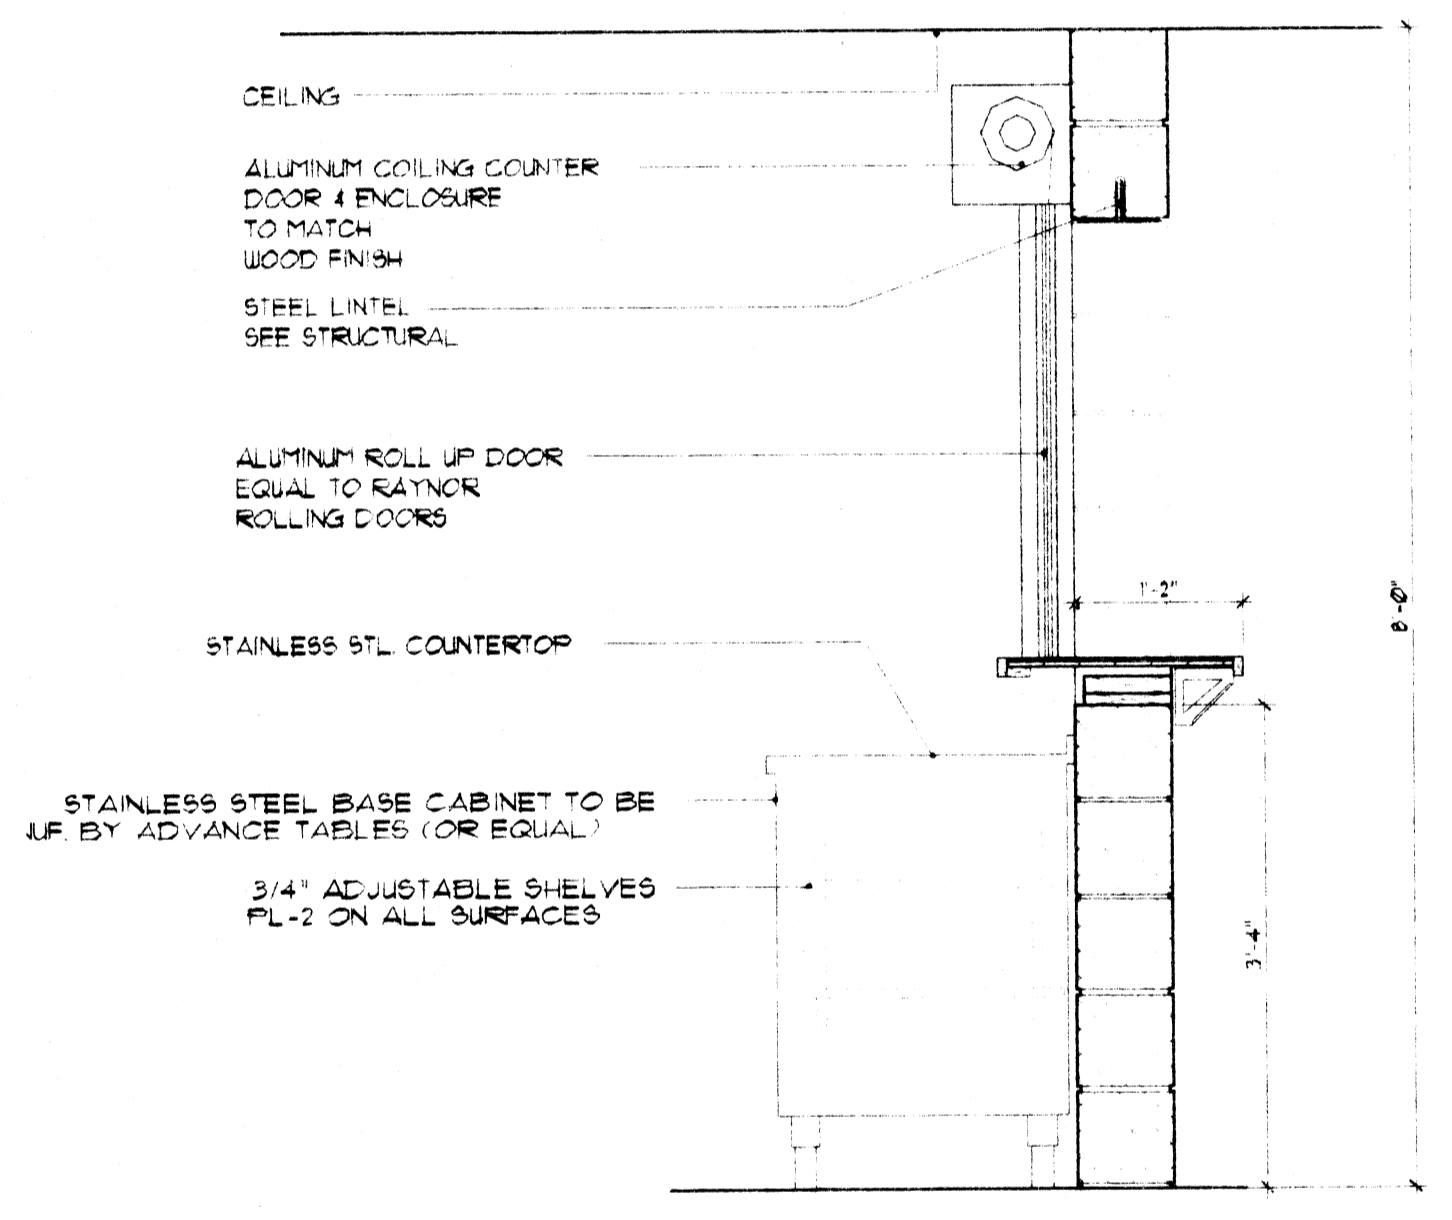 CEILING
ALUMINUM COILING COUNTER
DOOR & ENCLOSURE
TO MATCH
WOOD FINISH
STEEL LINTEL
SEE STRUCTURAL
ALUMINUM ROLL UP DOOR
EQUAL TO RAYNOR
ROLLING DOORS
1'-2"
8'-0"
STAINLESS STL. COUNTERTOP
STAINLESS STEEL BASE CABINET TO BE
BY ADVANCE TABLES (OR EQUAL)
3/4" ADJUSTABLE SHELVES
PL-2 ON ALL SURFACES
3'-4"